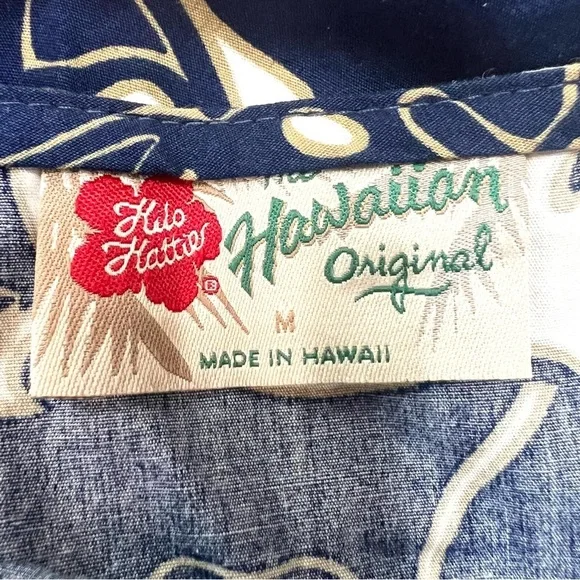 Hilo
Hattie
®
The
Hawaiian
Original
M
MADE IN HAWAII